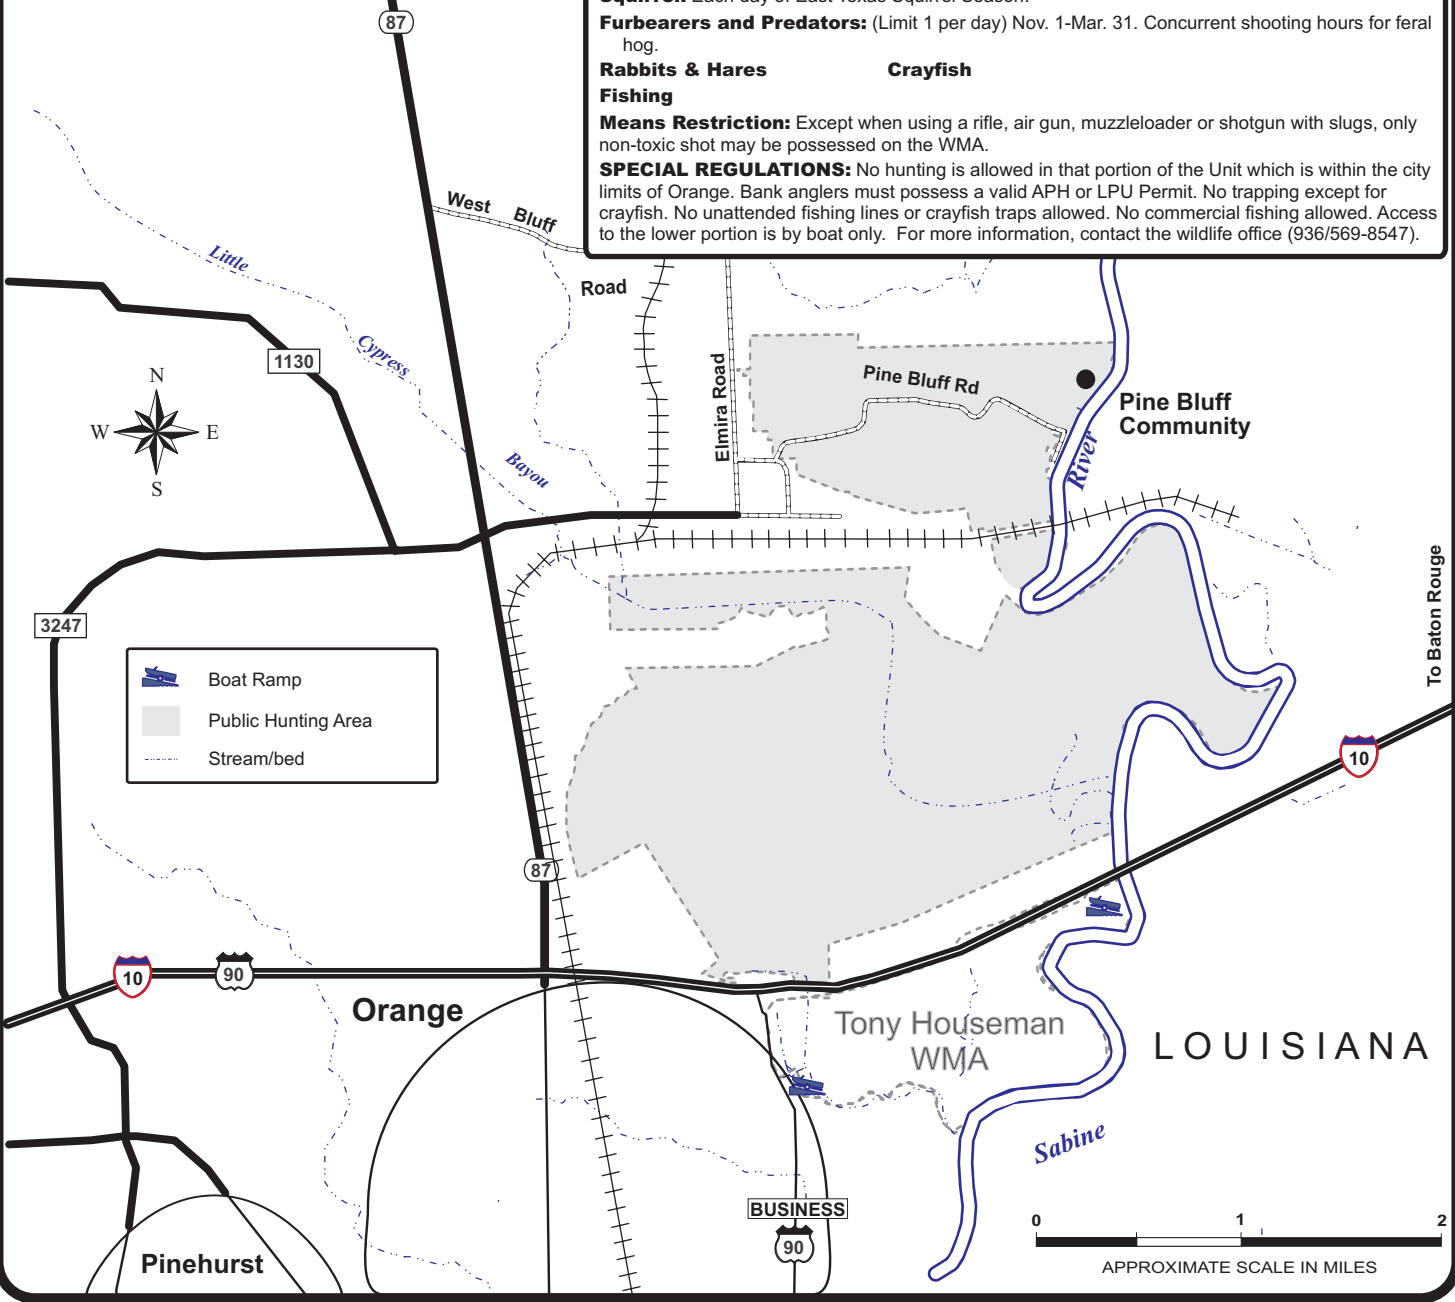 Squirrel: Each day of East Texas Squirrel Season.
Furbearers and Predators: (Limit 1 per day) Nov. 1-Mar. 31. Concurrent shooting hours for feral
hog.
Rabbits & Hares Crayfish
Fishing
Means Restriction: Except when using a rifle, air gun, muzzleloader or shotgun with slugs, only
non-toxic shot may be possessed on the WMA.
SPECIAL REGULATIONS: No hunting is allowed in that portion of the Unit which is within the city
limits of Orange. Bank anglers must possess a valid APH or LPU Permit. No trapping except for
crayfish. No unattended fishing lines or crayfish traps allowed. No commercial fishing allowed. Access
to the lower portion is by boat only. For more information, contact the wildlife office (936/569-8547).
87
West Bluff
Road
Little
Cypress
Bayou
1130
N
W E
S
Elmira Road
Pine Bluff Rd
Pine Bluff
Community
River
3247
To Baton Rouge
Boat Ramp
Public Hunting Area
Stream/bed
10
87
10
90
Orange
Tony Houseman
WMA
LOUISIANA
Sabine
BUSINESS
90
Pinehurst
0 1 2
APPROXIMATE SCALE IN MILES